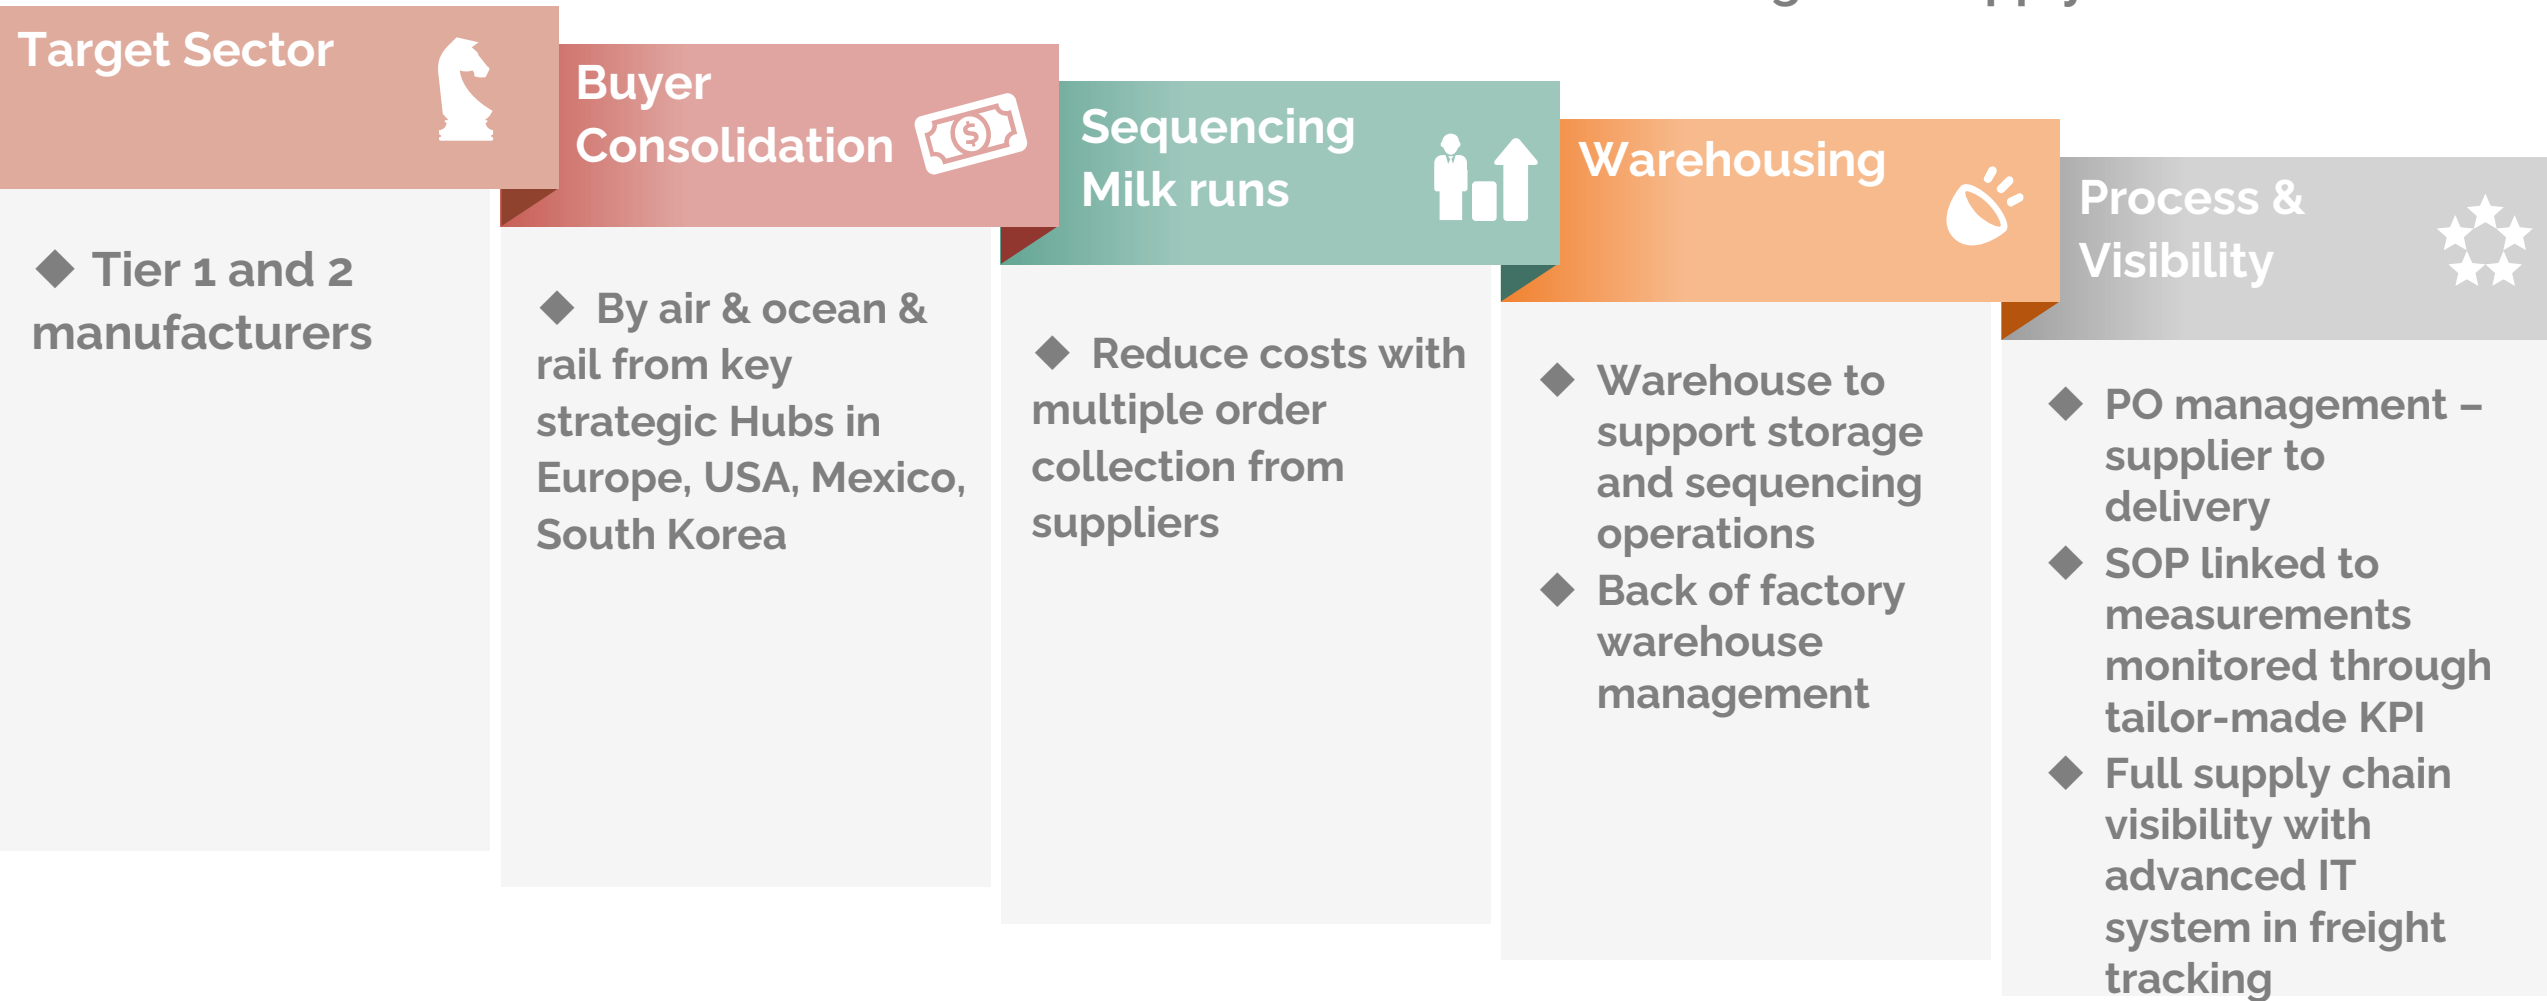 Target Sector
◆ Tier 1 and 2
manufacturers
Buyer
Consolidation
◆ By air & ocean &
rail from key
strategic Hubs in
Europe, USA, Mexico,
South Korea
Sequencing
Milk runs
◆ Reduce costs with
multiple order
collection from
suppliers
Warehousing
◆ Warehouse to
support storage
and sequencing
operations
◆ Back of factory
warehouse
management
Process &
Visibility
◆ PO management –
supplier to
delivery
◆ SOP linked to
measurements
monitored through
tailor-made KPI
◆ Full supply chain
visibility with
advanced IT
system in freight
tracking